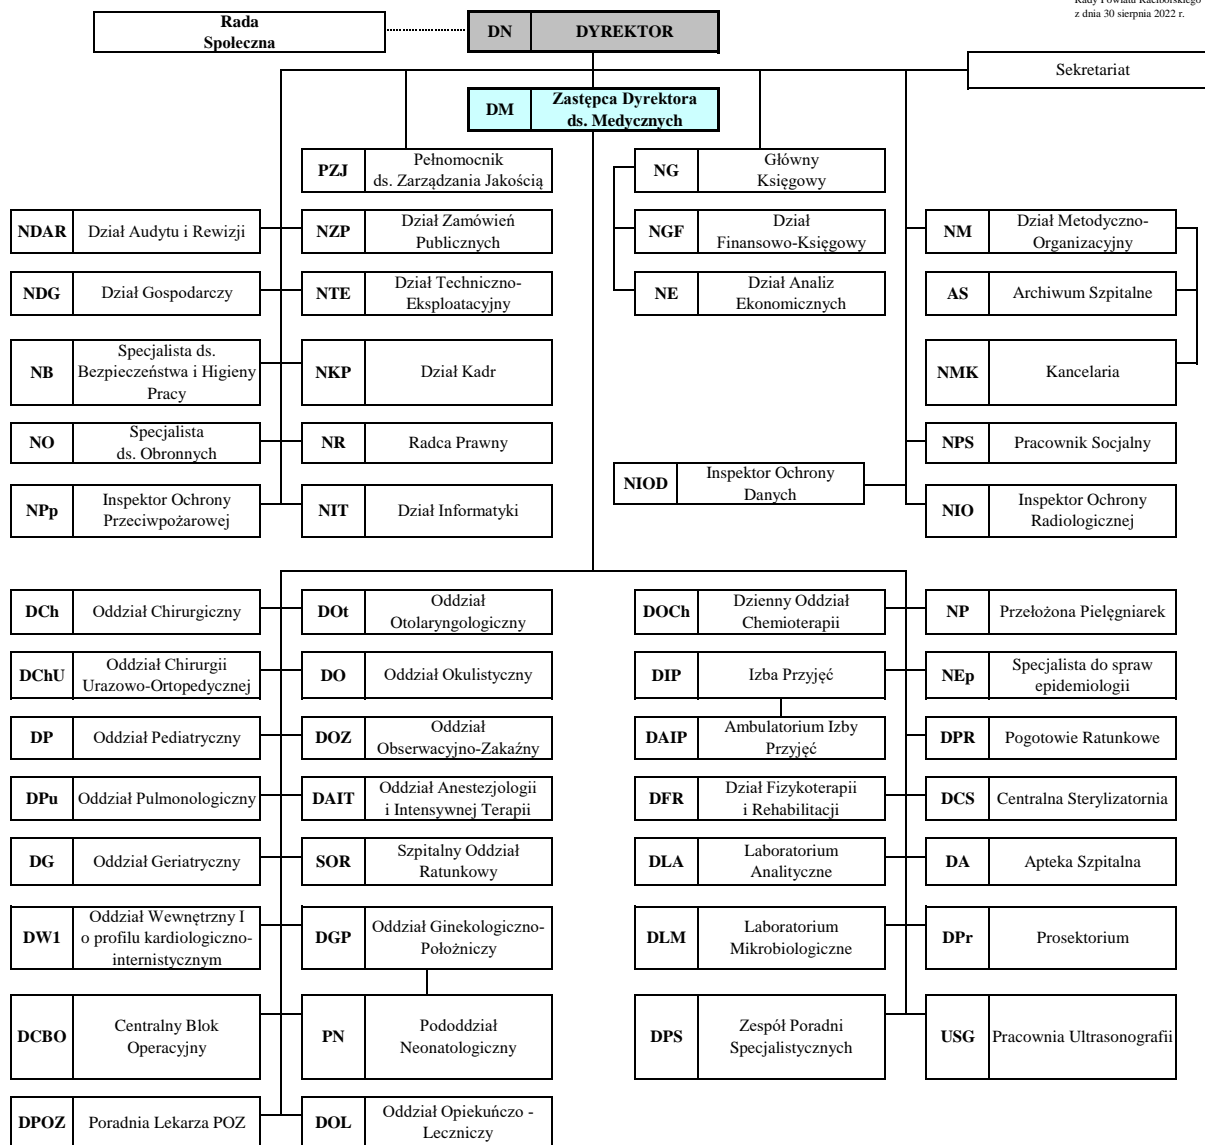 Rady Powiatu Raciborskiego
z dnia 30 sierpnia 2022 r.
Rada
Społeczna
DN DYREKTOR
Sekretariat
DM Zastępca Dyrektora
ds. Medycznych
PZJ Pełnomocnik
ds. Zarządzania Jakością
NG Główny
Księgowy
NDAR Dział Audytu i Rewizji
NZP Dział Zamówień
Publicznych
NGF Dział
Finansowo-Księgowy
NM Dział Metodyczno-
Organizacyjny
NDG Dział Gospodarczy
NTE Dział Techniczno-
Eksploatacyjny
NE Dział Analiz
Ekonomicznych
AS Archiwum Szpitalne
NB Specjalista ds.
Bezpieczeństwa i Higieny
Pracy
NKP Dział Kadr
NMK Kancelaria
NO Specjalista
ds. Obronnych
NR Radca Prawny
NPS Pracownik Socjalny
NIOD Inspektor Ochrony
Danych
NPp Inspektor Ochrony
Przeciwpożarowej
NIT Dział Informatyki
NIO Inspektor Ochrony
Radiologicznej
DCh Oddział Chirurgiczny
DOt Oddział
Otolaryngologiczny
DOCh Dzienny Oddział
Chemioterapii
NP Przełożona Pielęgniarek
DChU Oddział Chirurgii
Urazowo-Ortopedycznej
DO Oddział Okulistyczny
DIP Izba Przyjęć
NEp Specjalista do spraw
epidemiologii
DP Oddział Pediatryczny
DOZ Oddział
Obserwacyjno-Zakaźny
DAIP Ambulatorium Izby
Przyjęć
DPR Pogotowie Ratunkowe
DPu Oddział Pulmonologiczny
DAIT Oddział Anestezjologii
i Intensywnej Terapii
DFR Dział Fizykoterapii
i Rehabilitacji
DCS Centralna Sterylizatornia
DG Oddział Geriatryczny
SOR Szpitalny Oddział
Ratunkowy
DLA Laboratorium
Analityczne
DA Apteka Szpitalna
DW1 Oddział Wewnętrzny I
o profilu kardiologiczno-
internistycznym
DGP Oddział Ginekologiczno-
Położniczy
DLM Laboratorium
Mikrobiologiczne
DPr Prosektorium
DCBO Centralny Blok
Operacyjny
PN Pododdział
Neonatologiczny
DPS Zespół Poradni
Specjalistycznych
USG Pracownia Ultrasonografii
DPOZ Poradnia Lekarza POZ
DOL Oddział Opiekuńczo -
Leczniczy